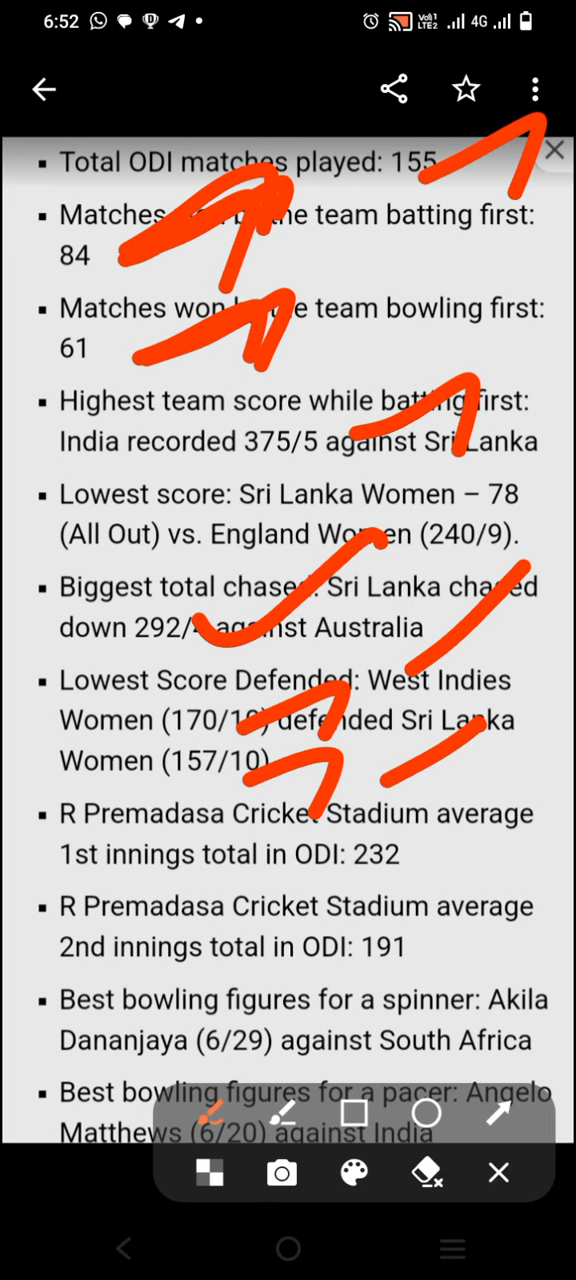 6:52
Vo)) 1
LTE2
4G
Total ODI matches played: 155
Matches the team batting first:
84
Matches won the team bowling first:
61
Highest team score while batting first:
India recorded 375/5 against Sri Lanka
Lowest score: Sri Lanka Women – 78
(All Out) vs. England Women (240/9).
Biggest total chased: Sri Lanka chased
down 292/ against Australia
Lowest Score Defended: West Indies
Women (170/10) defended Sri Lanka
Women (157/10)
R Premadasa Cricket Stadium average
1st innings total in ODI: 232
R Premadasa Cricket Stadium average
2nd innings total in ODI: 191
Best bowling figures for a spinner: Akila
Dananjaya (6/29) against South Africa
Best bowling figures for a pacer: Angelo
Matthews (6/20) against India